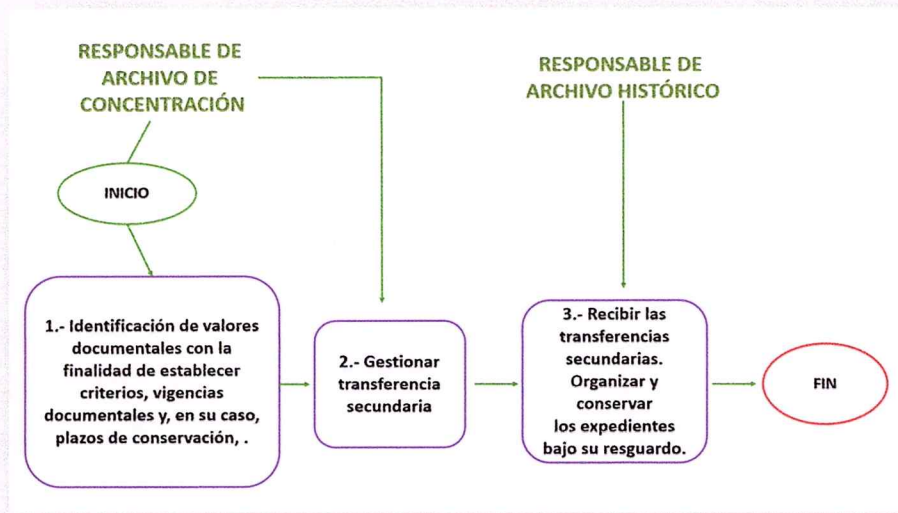 RESPONSABLE DE
ARCHIVO DE
CONCENTRACIÓN
RESPONSABLE DE
ARCHIVO HISTÓRICO
INICIO
1.- Identificación de valores
documentales con la
finalidad de establecer
criterios, vigencias
documentales y, en su caso,
plazos de conservación, .
2.- Gestionar
transferencia
secundaria
3.- Recibir las
transferencias
secundarias.
Organizar y
conservar
los expedientes
bajo su resguardo.
FIN